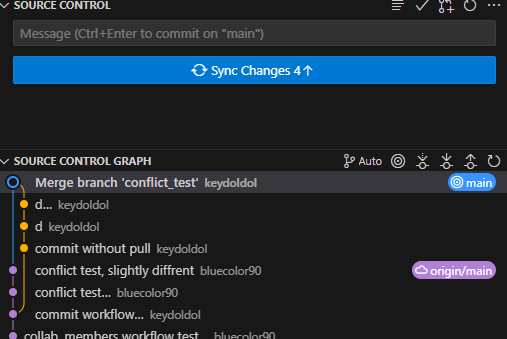 SOURCE CONTROL
Message (Ctrl+Enter to commit on "main")
Sync Changes 4↑
SOURCE CONTROL GRAPH Auto
Merge branch 'conflict_test' keydoldol main
d... keydoldol
d keydoldol
commit without pull keydoldol
conflict test, slightly diffrent bluecolor90 origin/main
conflict test... bluecolor90
commit workflow... keydoldol
collab, members workflow test bluecolor90